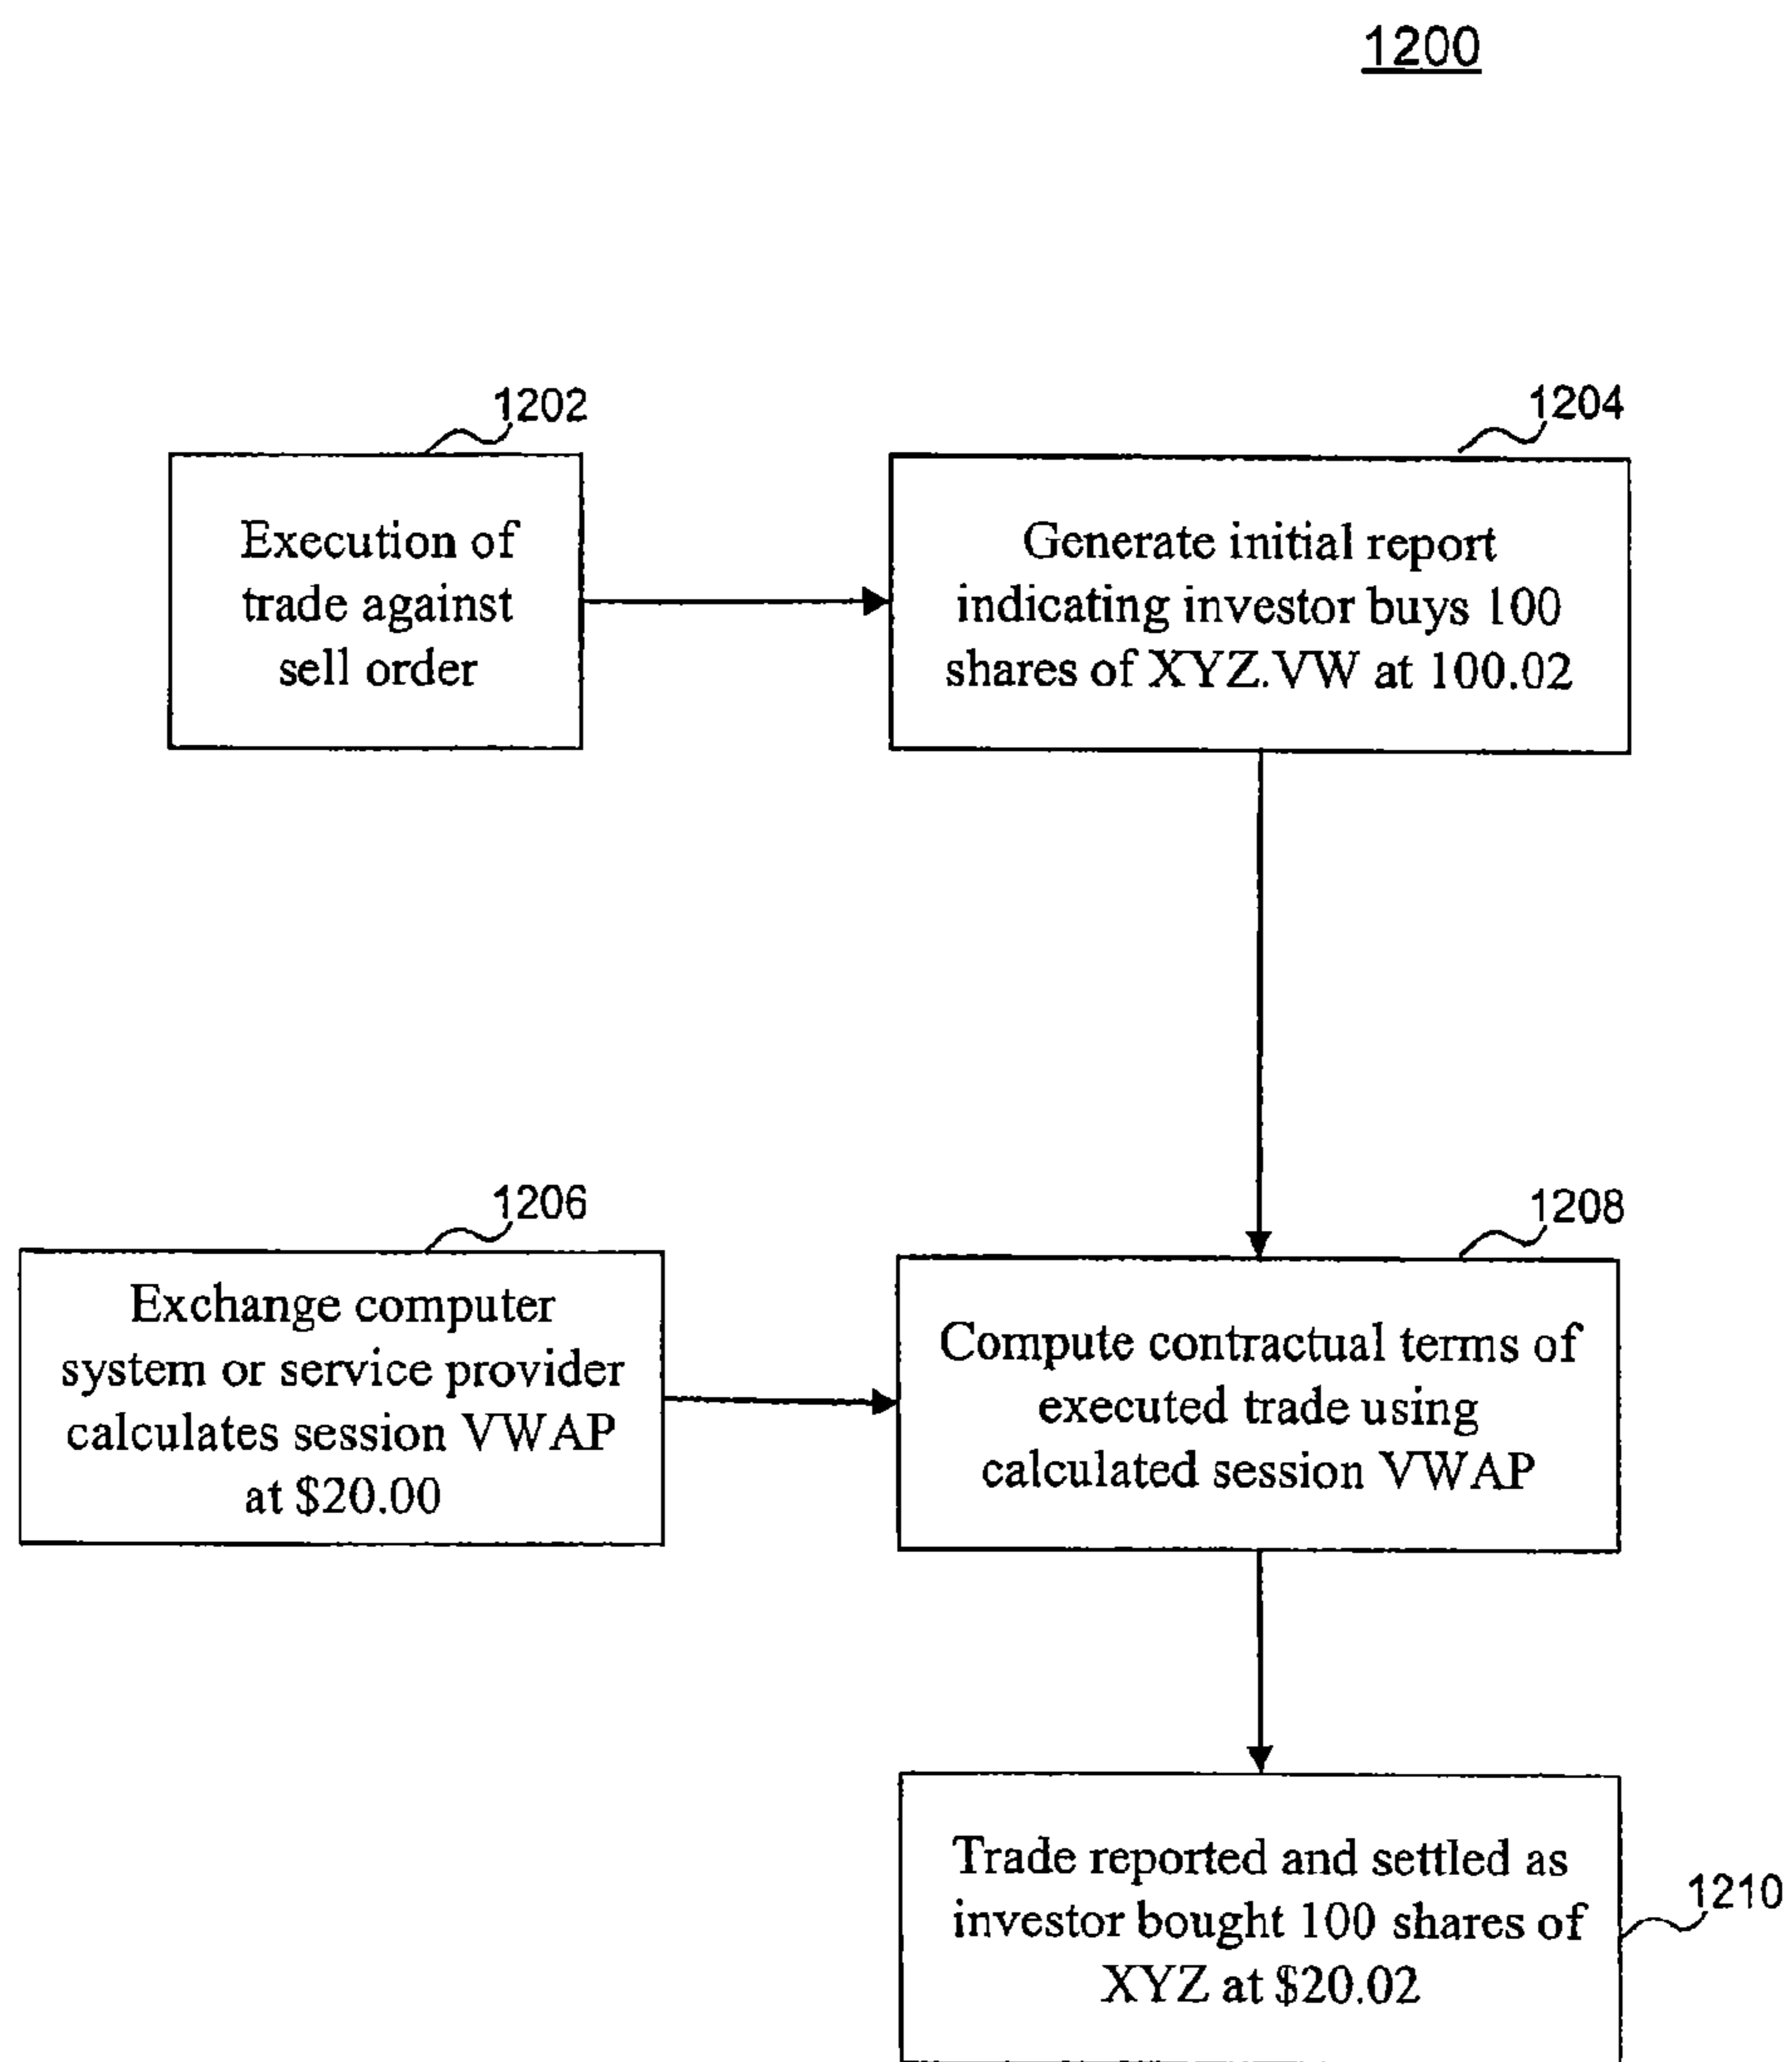 1200
1202
Execution of
trade against
sell order
1204
Generate initial report
indicating investor buys 100
shares of XYZ.VW at 100.02
1206
Exchange computer
system or service provider
calculates session VWAP
at $20.00
1208
Compute contractual terms of
executed trade using
calculated session VWAP
Trade reported and settled as
investor bought 100 shares of
XYZ at $20.02
1210